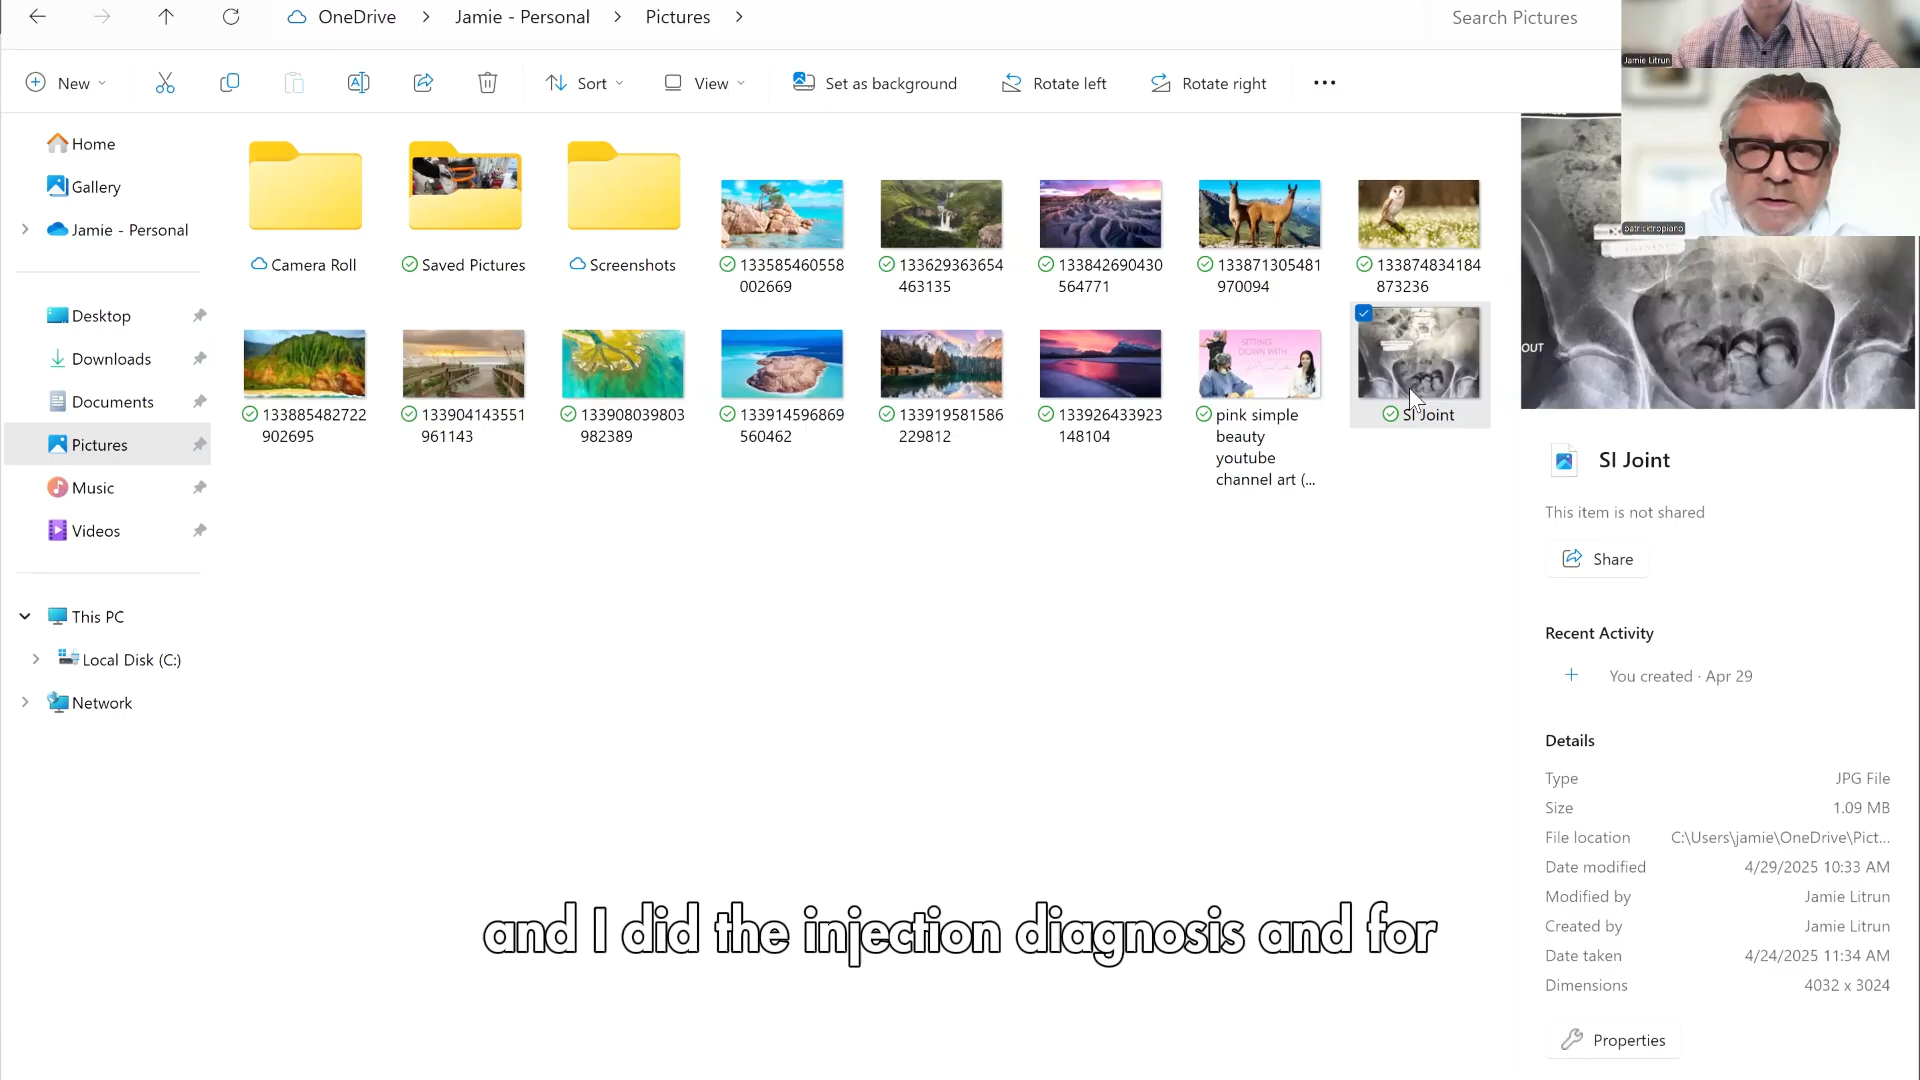 OneDrive > Jamie - Personal > Pictures > Search Pictures
New Sort View Set as background Rotate left Rotate right
Jamie Litrun
patricktropiano
Home
Gallery
Jamie - Personal
Desktop
Downloads
Documents
Pictures
Music
Videos
This PC
Local Disk (C:)
Network
Camera Roll
Saved Pictures
Screenshots
133585460558
002669
133629363654
463135
133842690430
564771
133871305481
970094
133874834184
873236
133885482722
902695
133904143551
961143
133908039803
982389
133914596869
560462
133919581586
229812
133926433923
148104
SITTING
DOWN WITH
pink simple
beauty
youtube
channel art (...
SI Joint
OUT
SI Joint
This item is not shared
Share
Recent Activity
You created · Apr 29
Details
Type JPG File
Size 1.09 MB
File location C:\Users\jamie\OneDrive\Pict...
Date modified 4/29/2025 10:33 AM
Modified by Jamie Litrun
Created by Jamie Litrun
Date taken 4/24/2025 11:34 AM
Dimensions 4032 x 3024
Properties
and I did the injection diagnosis and for